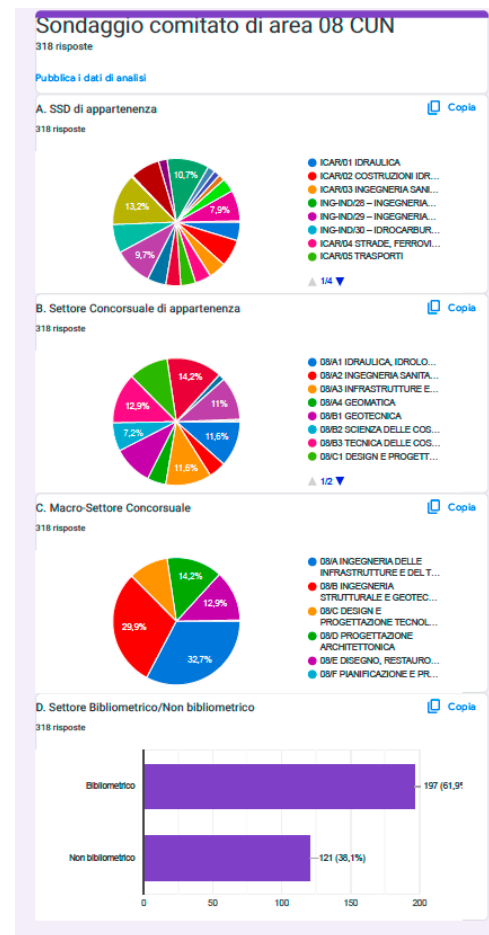 Sondaggio comitato di area 08 CUN
318 risposte
Pubblica i dati di analisi
A. SSD di appartenenza
Copia
318 risposte
10,7%
7,9%
13,2%
9,7%
ICAR/01 IDRAULICA
ICAR/02 COSTRUZIONI IDR...
ICAR/03 INGEGNERIA SANI...
ING-IND/28 – INGEGNERIA...
ING-IND/29 – INGEGNERIA...
ING-IND/30 – IDROCARBUR...
ICAR/04 STRADE, FERROVI...
ICAR/05 TRASPORTI
1/4
B. Settore Concorsuale di appartenenza
Copia
318 risposte
14,2%
11%
12,9%
7,2%
11,6%
11,6%
08/A1 IDRAULICA, IDROLO...
08/A2 INGEGNERIA SANITA...
08/A3 INFRASTRUTTURE E...
08/A4 GEOMATICA
08/B1 GEOTECNICA
08/B2 SCIENZA DELLE COS...
08/B3 TECNICA DELLE COS...
08/C1 DESIGN E PROGETT...
1/2
C. Macro-Settore Concorsuale
Copia
318 risposte
14,2%
12,9%
29,9%
32,7%
08/A INGEGNERIA DELLE
INFRASTRUTTURE E DEL T...
08/B INGEGNERIA
STRUTTURALE E GEOTEC...
08/C DESIGN E
PROGETTAZIONE TECNOL...
08/D PROGETTAZIONE
ARCHITETTONICA
08/E DISEGNO, RESTAURO...
08/F PIANIFICAZIONE E PR...
D. Settore Bibliometrico/Non bibliometrico
Copia
318 risposte
Bibliometrico
197 (61,9%
Non bibliometrico
121 (38,1%)
0 50 100 150 200